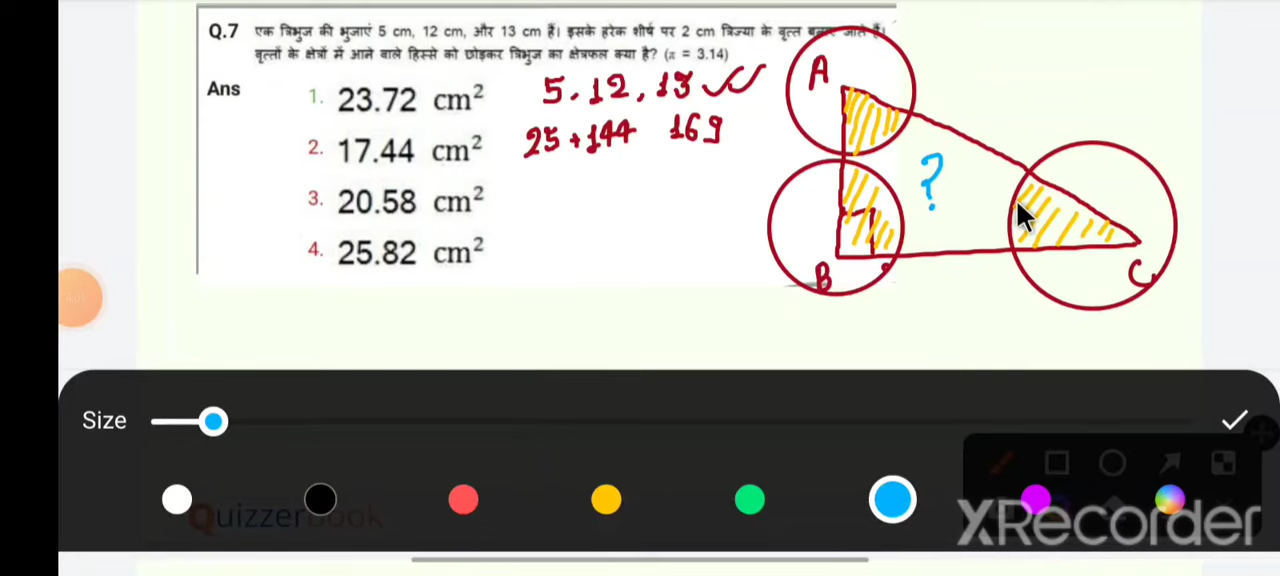 Q.7 एक त्रिभुज की भुजाएं 5 cm, 12 cm, और 13 cm हैं। इसके हरेक शीर्ष पर 2 cm त्रिज्या के वृत्त बनाए जाते हैं।
वृत्तों के क्षेत्रों में आने वाले हिस्से को छोड़कर त्रिभुज का क्षेत्रफल क्या है? (π = 3.14)
Ans
1. 23.72 cm²
2. 17.44 cm²
3. 20.58 cm²
4. 25.82 cm²
5, 12, 13
25 + 144 169
A
?
B
C
Size
QuizzerBook
XRecorder